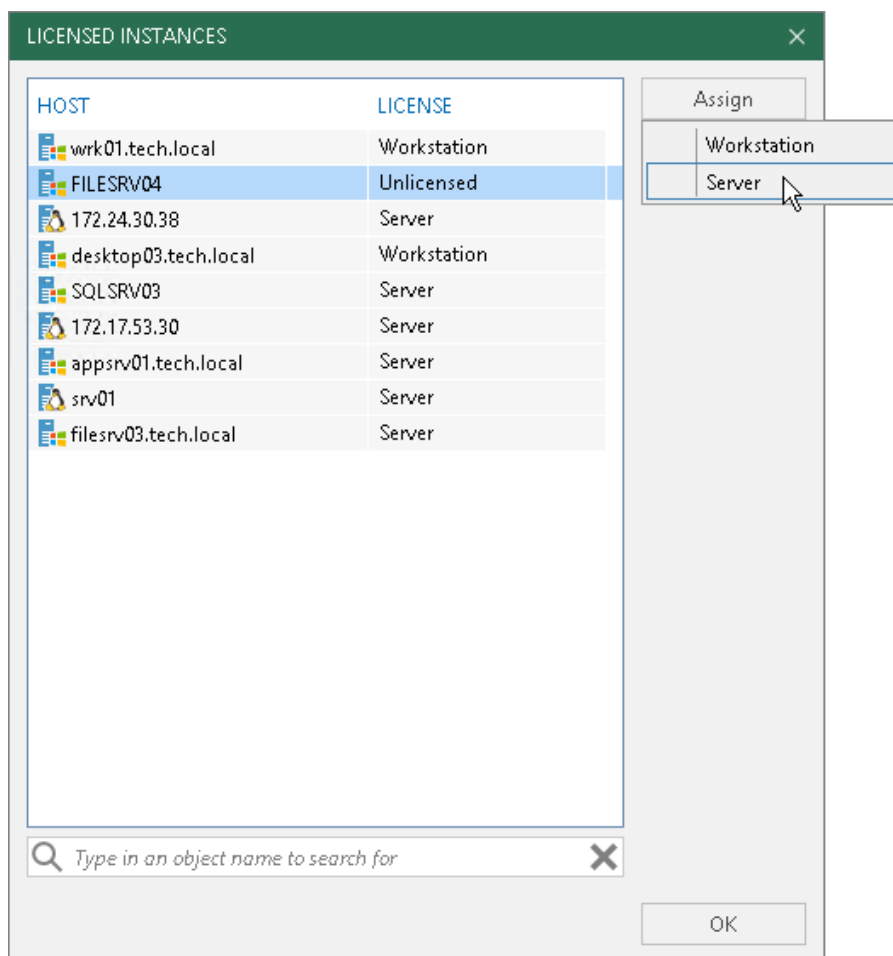 LICENSED INSTANCES
HOST LICENSE
Assign
wrk01.tech.local Workstation
Workstation
FILESRV04 Unlicensed
Server
172.24.30.38 Server
desktop03.tech.local Workstation
SQLSRV03 Server
172.17.53.30 Server
appsrv01.tech.local Server
srv01 Server
filesrv03.tech.local Server
Type in an object name to search for
OK